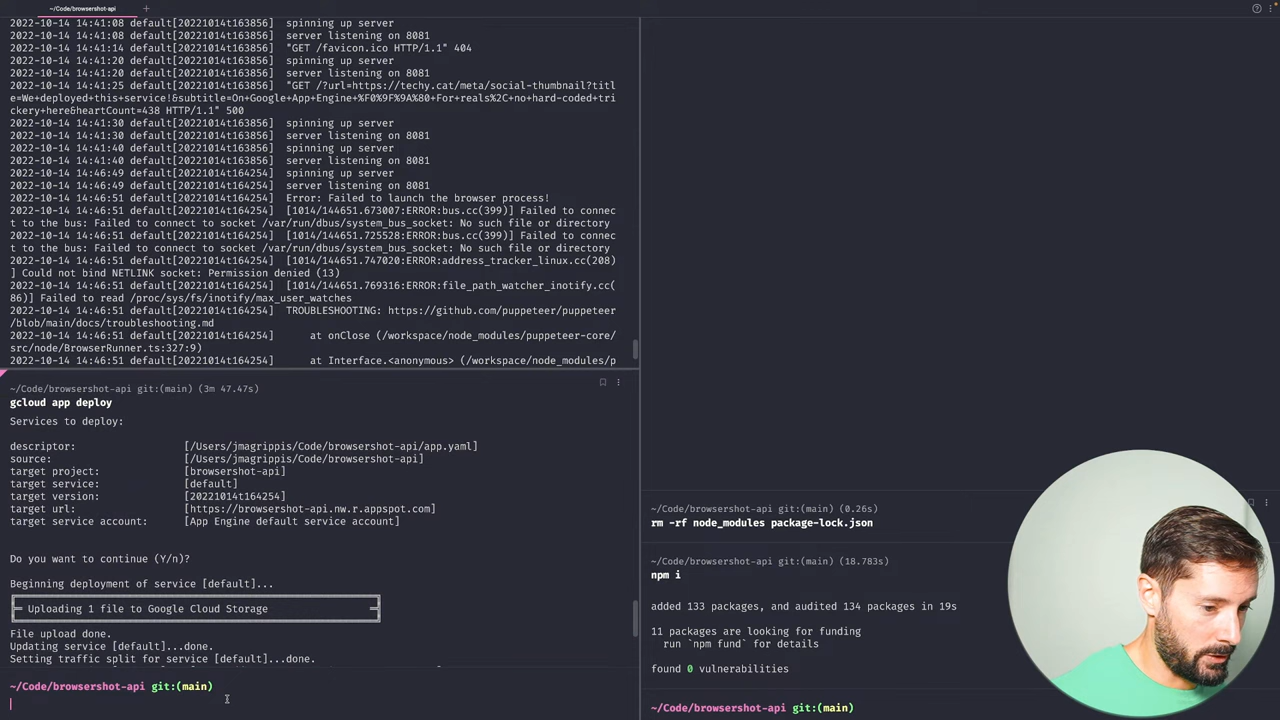 ~/Code/browsershot-api
2022-10-14 14:41:08 default[20221014t163856]  spinning up server
2022-10-14 14:41:08 default[20221014t163856]  server listening on 8081
2022-10-14 14:41:14 default[20221014t163856]  "GET /favicon.ico HTTP/1.1" 404
2022-10-14 14:41:20 default[20221014t163856]  spinning up server
2022-10-14 14:41:20 default[20221014t163856]  server listening on 8081
2022-10-14 14:41:25 default[20221014t163856]  "GET /?url=https://techy.cat/meta/social-thumbnail?titl
e=We+deployed+this+service!&subtitle=On+Google+App+Engine+%F0%9F%9A%80+For+reals%2C+no+hard-coded+tri
ckery+here&heartCount=438 HTTP/1.1" 500
2022-10-14 14:41:30 default[20221014t163856]  spinning up server
2022-10-14 14:41:30 default[20221014t163856]  server listening on 8081
2022-10-14 14:41:40 default[20221014t163856]  spinning up server
2022-10-14 14:41:40 default[20221014t163856]  server listening on 8081
2022-10-14 14:46:49 default[20221014t164254]  spinning up server
2022-10-14 14:46:49 default[20221014t164254]  server listening on 8081
2022-10-14 14:46:51 default[20221014t164254]  Error: Failed to launch the browser process!
2022-10-14 14:46:51 default[20221014t164254]  [1014/144651.673007:ERROR:bus.cc(399)] Failed to connec
t to the bus: Failed to connect to socket /var/run/dbus/system_bus_socket: No such file or directory
2022-10-14 14:46:51 default[20221014t164254]  [1014/144651.725528:ERROR:bus.cc(399)] Failed to connec
t to the bus: Failed to connect to socket /var/run/dbus/system_bus_socket: No such file or directory
2022-10-14 14:46:51 default[20221014t164254]  [1014/144651.747020:ERROR:address_tracker_linux.cc(208)
] Could not bind NETLINK socket: Permission denied (13)
2022-10-14 14:46:51 default[20221014t164254]  [1014/144651.769316:ERROR:file_path_watcher_inotify.cc(
86)] Failed to read /proc/sys/fs/inotify/max_user_watches
2022-10-14 14:46:51 default[20221014t164254]  TROUBLESHOOTING: https://github.com/puppeteer/puppeteer
/blob/main/docs/troubleshooting.md
2022-10-14 14:46:51 default[20221014t164254]      at onClose (/workspace/node_modules/puppeteer-core/
src/node/BrowserRunner.ts:327:9)
2022-10-14 14:46:51 default[20221014t164254]      at Interface.<anonymous> (/workspace/node_modules/p
~/Code/browsershot-api git:(main) (3m 47.47s)
gcloud app deploy
Services to deploy:
descriptor: [/Users/jmagrippis/Code/browsershot-api/app.yaml]
source: [/Users/jmagrippis/Code/browsershot-api]
target project: [browsershot-api]
target service: [default]
target version: [20221014t164254]
target url: [https://browsershot-api.nw.r.appspot.com]
target service account: [App Engine default service account]
Do you want to continue (Y/n)?
Beginning deployment of service [default]...
Uploading 1 file to Google Cloud Storage
File upload done.
Updating service [default]...done.
Setting traffic split for service [default]...done.
~/Code/browsershot-api git:(main)
~/Code/browsershot-api git:(main) (0.26s)
rm -rf node_modules package-lock.json
~/Code/browsershot-api git:(main) (18.783s)
npm i
added 133 packages, and audited 134 packages in 19s
11 packages are looking for funding
run `npm fund` for details
found 0 vulnerabilities
~/Code/browsershot-api git:(main)